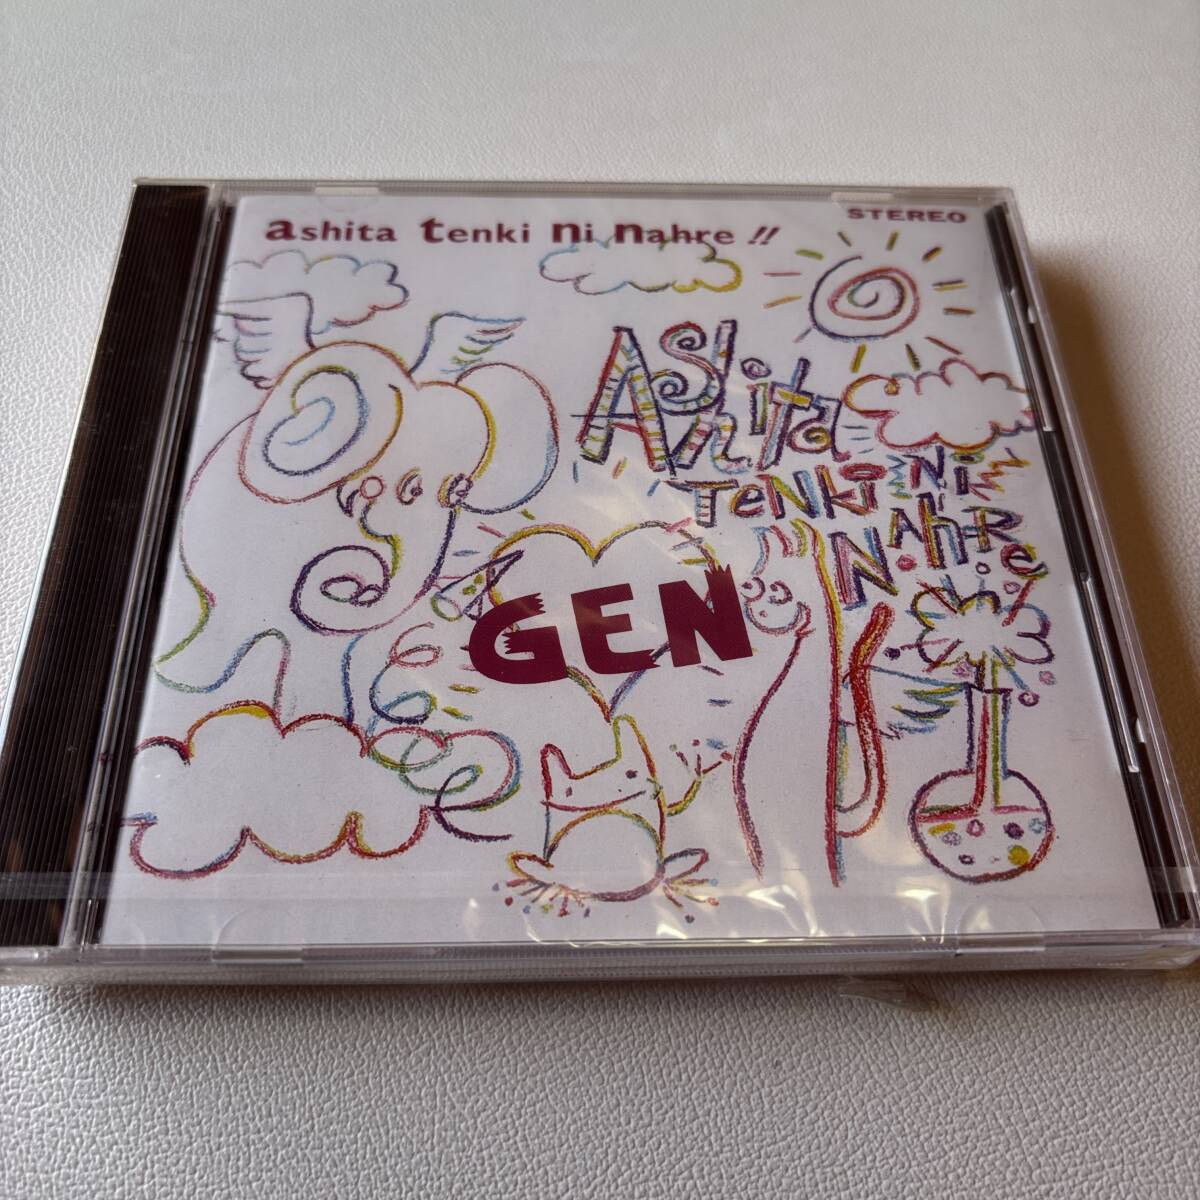 ashita tenki ni nahre!!
STEREO
Ashita
TeNki Ni
NahRe
GEN